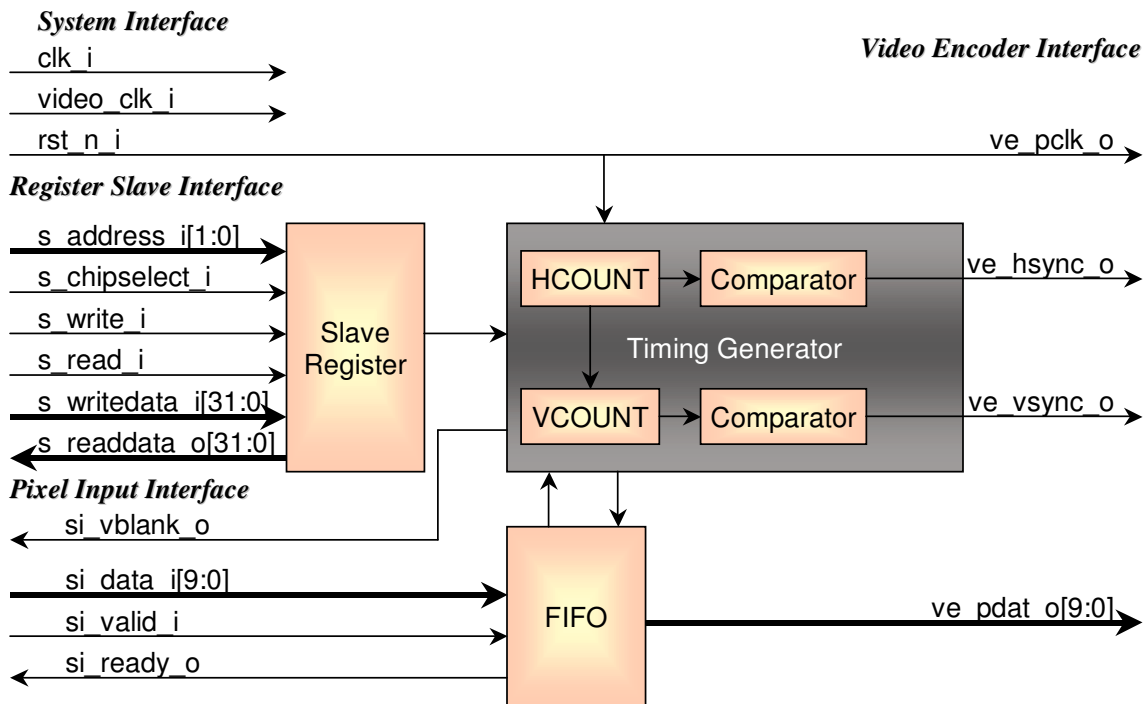 System Interface
clk_i
Video Encoder Interface
video_clk_i
rst_n_i
ve_pclk_o
Register Slave Interface
s_address_i[1:0]
s_chipselect_i
s_write_i
s_read_i
s_writedata_i[31:0]
s_readdata_o[31:0]
Slave
Register
HCOUNT
Comparator
ve_hsync_o
Timing Generator
VCOUNT
Comparator
ve_vsync_o
Pixel Input Interface
si_vblank_o
si_data_i[9:0]
si_valid_i
si_ready_o
FIFO
ve_pdat_o[9:0]